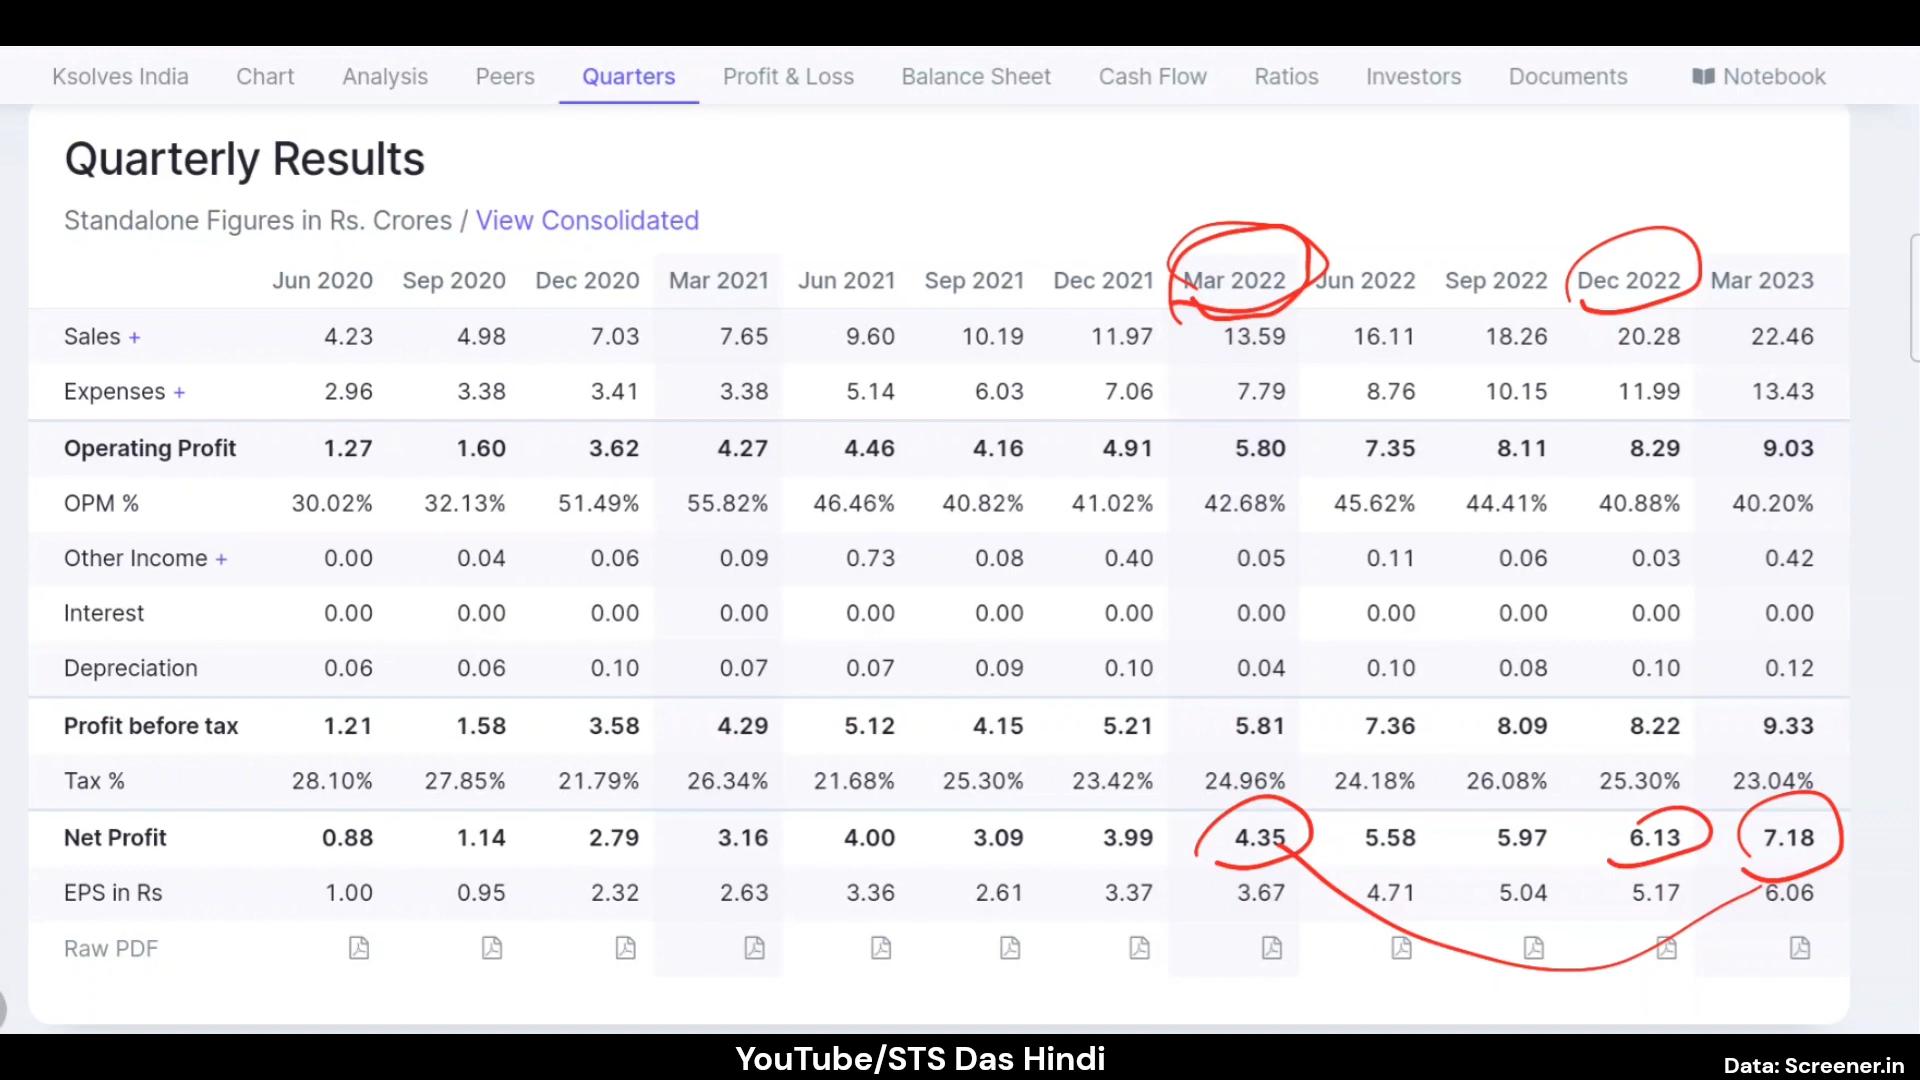 Ksolves India Chart Analysis Peers Quarters Profit & Loss Balance Sheet Cash Flow Ratios Investors Documents Notebook
Quarterly Results
Standalone Figures in Rs. Crores / View Consolidated
Jun 2020 Sep 2020 Dec 2020 Mar 2021 Jun 2021 Sep 2021 Dec 2021 Mar 2022 Jun 2022 Sep 2022 Dec 2022 Mar 2023
Sales + 4.23 4.98 7.03 7.65 9.60 10.19 11.97 13.59 16.11 18.26 20.28 22.46
Expenses + 2.96 3.38 3.41 3.38 5.14 6.03 7.06 7.79 8.76 10.15 11.99 13.43
Operating Profit 1.27 1.60 3.62 4.27 4.46 4.16 4.91 5.80 7.35 8.11 8.29 9.03
OPM % 30.02% 32.13% 51.49% 55.82% 46.46% 40.82% 41.02% 42.68% 45.62% 44.41% 40.88% 40.20%
Other Income + 0.00 0.04 0.06 0.09 0.73 0.08 0.40 0.05 0.11 0.06 0.03 0.42
Interest 0.00 0.00 0.00 0.00 0.00 0.00 0.00 0.00 0.00 0.00 0.00 0.00
Depreciation 0.06 0.06 0.10 0.07 0.07 0.09 0.10 0.04 0.10 0.08 0.10 0.12
Profit before tax 1.21 1.58 3.58 4.29 5.12 4.15 5.21 5.81 7.36 8.09 8.22 9.33
Tax % 28.10% 27.85% 21.79% 26.34% 21.68% 25.30% 23.42% 24.96% 24.18% 26.08% 25.30% 23.04%
Net Profit 0.88 1.14 2.79 3.16 4.00 3.09 3.99 4.35 5.58 5.97 6.13 7.18
EPS in Rs 1.00 0.95 2.32 2.63 3.36 2.61 3.37 3.67 4.71 5.04 5.17 6.06
Raw PDF
YouTube/STS Das Hindi
Data: Screener.in